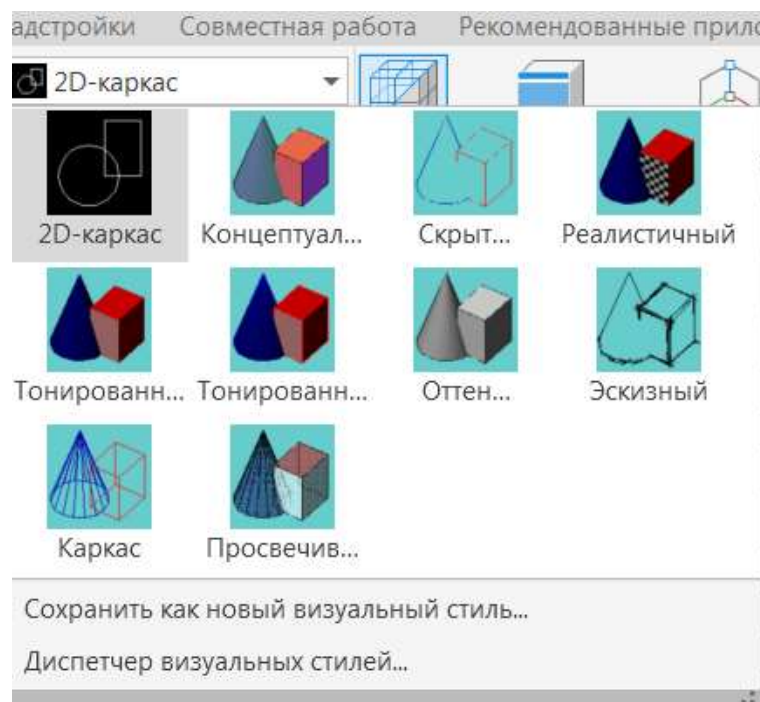 адстройки Совместная работа Рекомендованные прило
2D-каркас
2D-каркас Концептуал... Скрыт... Реалистичный
Тонированн... Тонированн... Оттен... Эскизный
Каркас Просвечив...
Сохранить как новый визуальный стиль...
Диспетчер визуальных стилей...